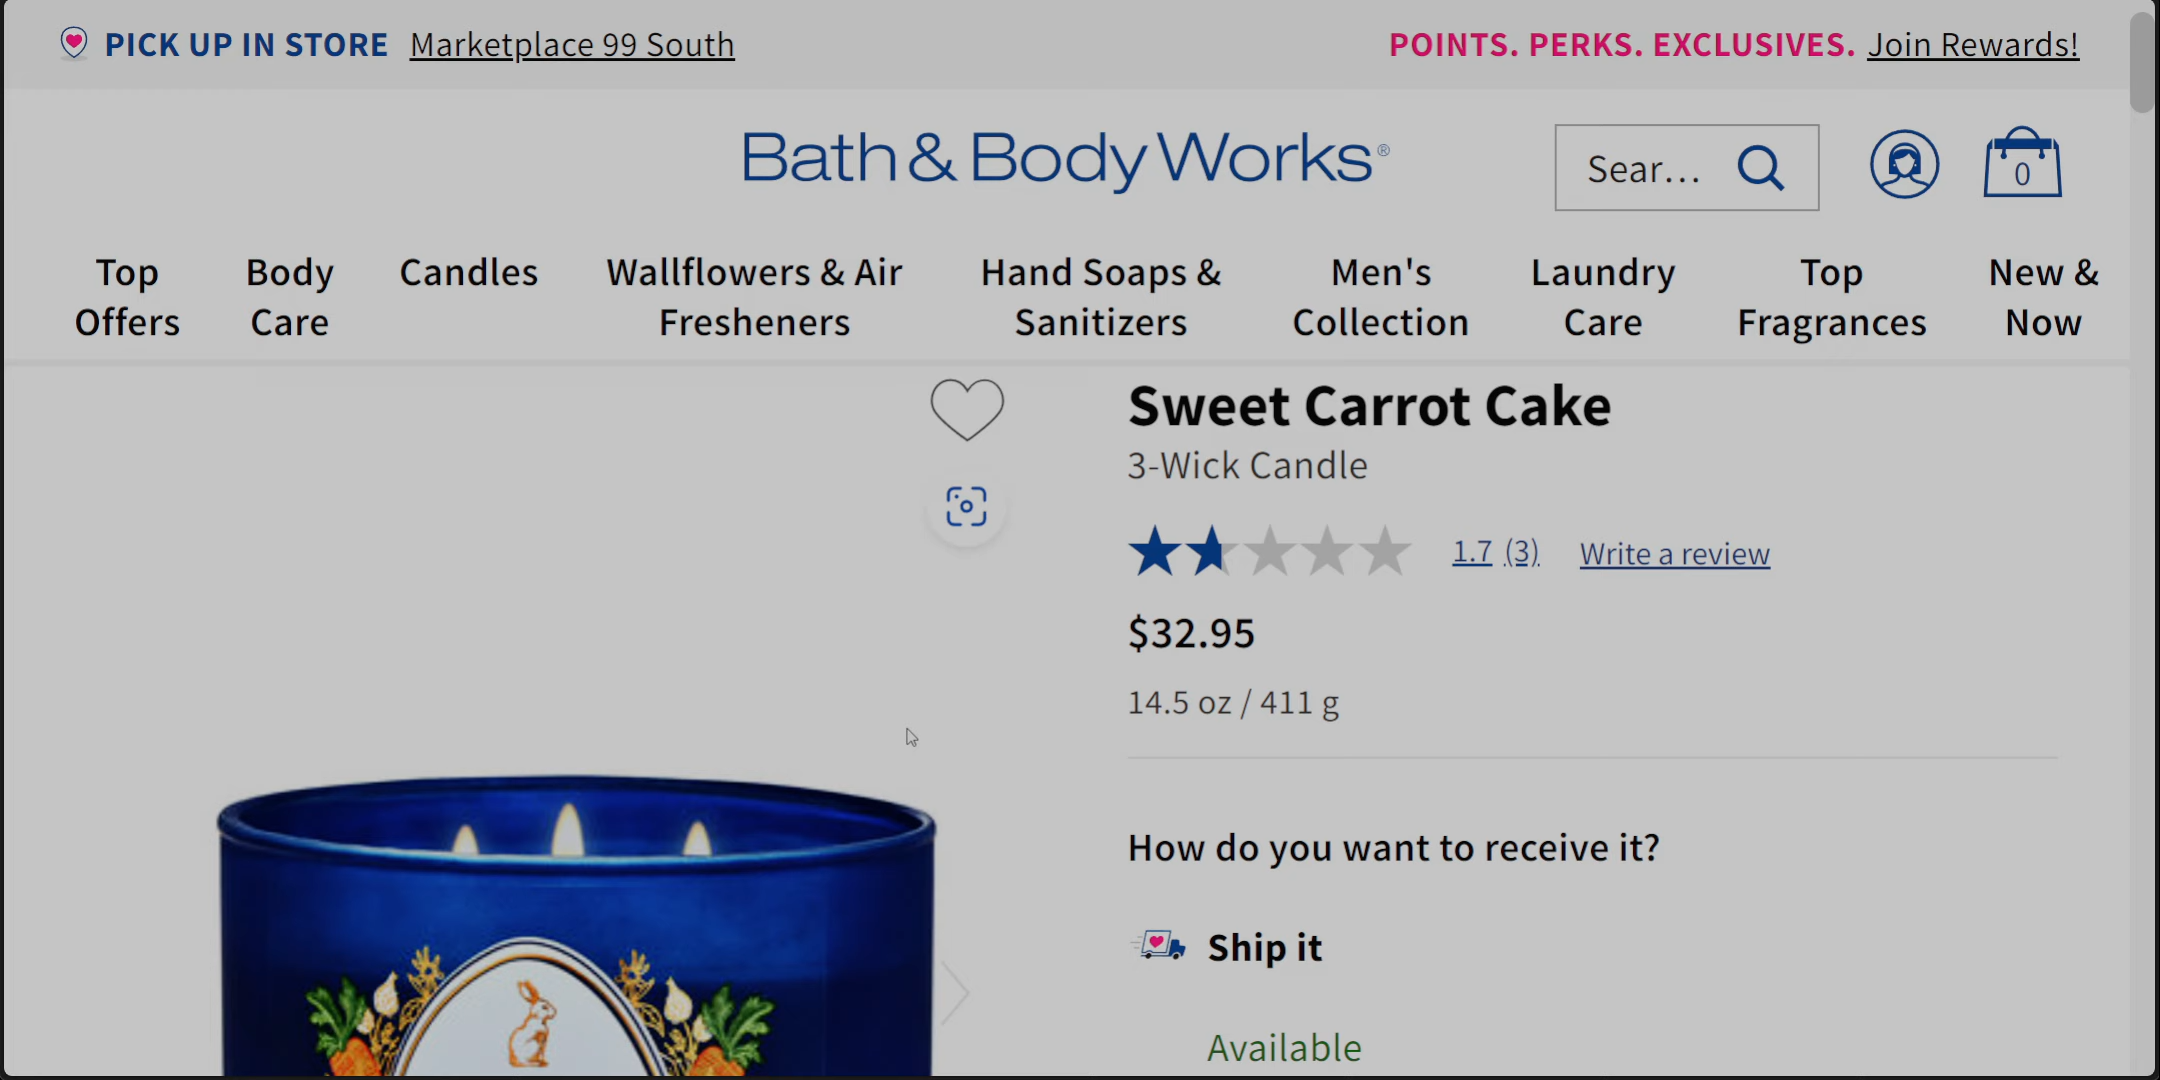 PICK UP IN STORE Marketplace 99 South
POINTS. PERKS. EXCLUSIVES. Join Rewards!
Bath & Body Works®
Sear...
0
Top Offers
Body Care
Candles
Wallflowers & Air Fresheners
Hand Soaps & Sanitizers
Men's Collection
Laundry Care
Top Fragrances
New & Now
Sweet Carrot Cake
3-Wick Candle
1.7 (3) Write a review
$32.95
14.5 oz / 411 g
How do you want to receive it?
Ship it
Available